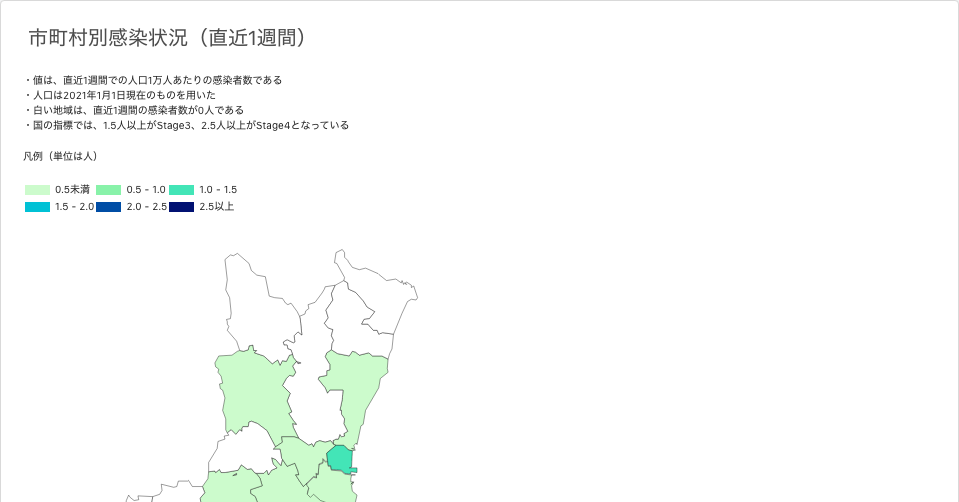 市町村別感染状況（直近1週間）
・値は、直近1週間での人口1万人あたりの感染者数である
・人口は2021年1月1日現在のものを用いた
・白い地域は、直近1週間の感染者数が0人である
・国の指標では、1.5人以上がStage3、2.5人以上がStage4となっている
凡例（単位は人）
0.5未満 0.5 - 1.0 1.0 - 1.5
1.5 - 2.0 2.0 - 2.5 2.5以上